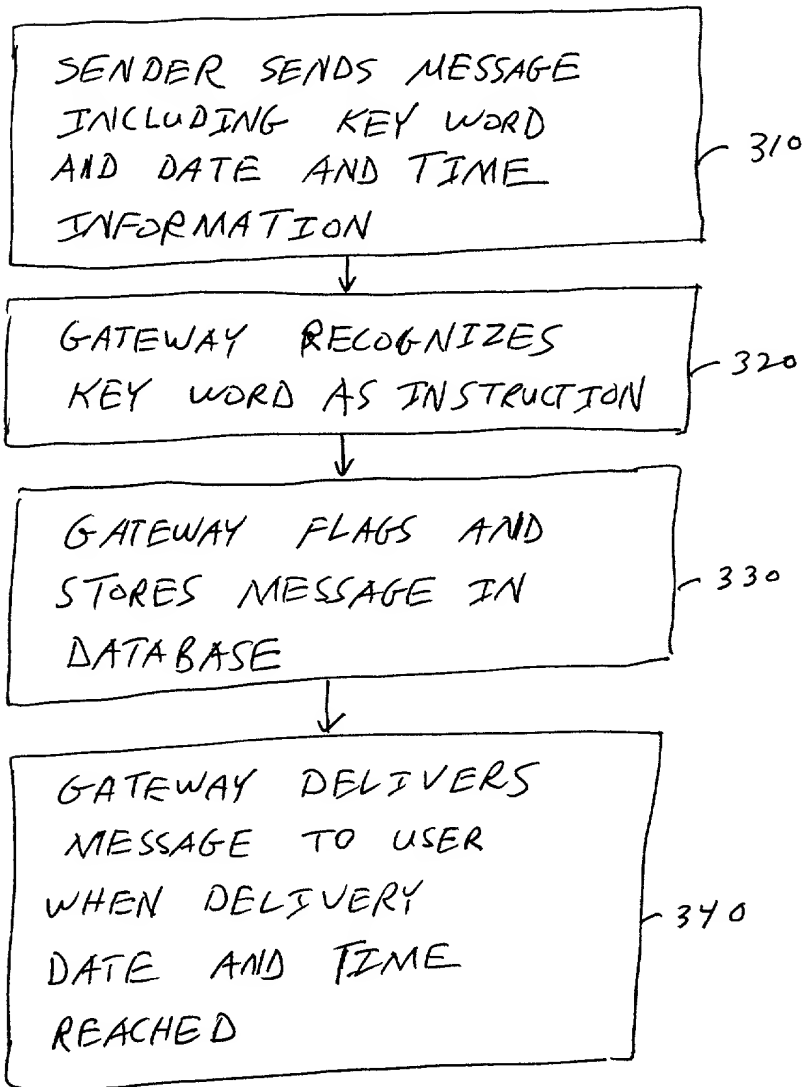 SENDER SENDS MESSAGE
INCLUDING KEY WORD
AND DATE AND TIME
INFORMATION
310
GATEWAY RECOGNIZES
KEY WORD AS INSTRUCTION
320
GATEWAY FLAGS AND
STORES MESSAGE IN
DATABASE
330
GATEWAY DELIVERS
MESSAGE TO USER
WHEN DELIVERY
DATE AND TIME
REACHED
340